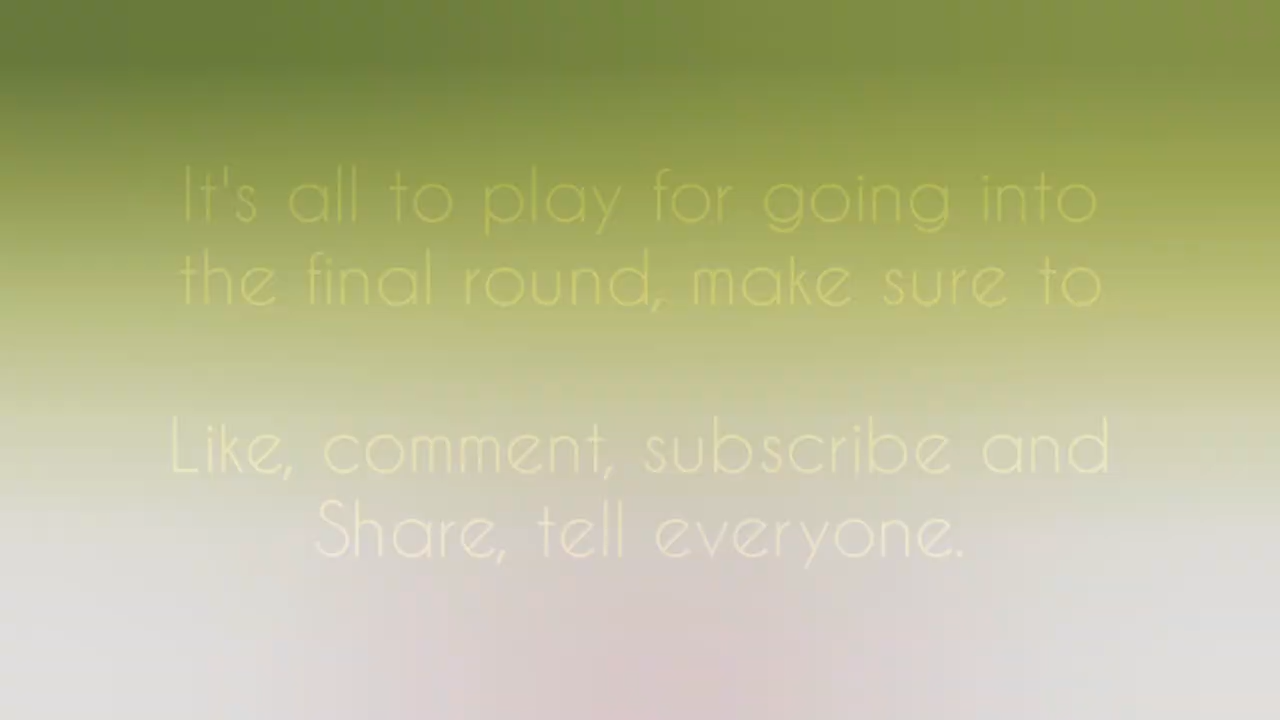 It's all to play for going into
the final round, make sure to
Like, comment, subscribe and
Share, tell everyone.